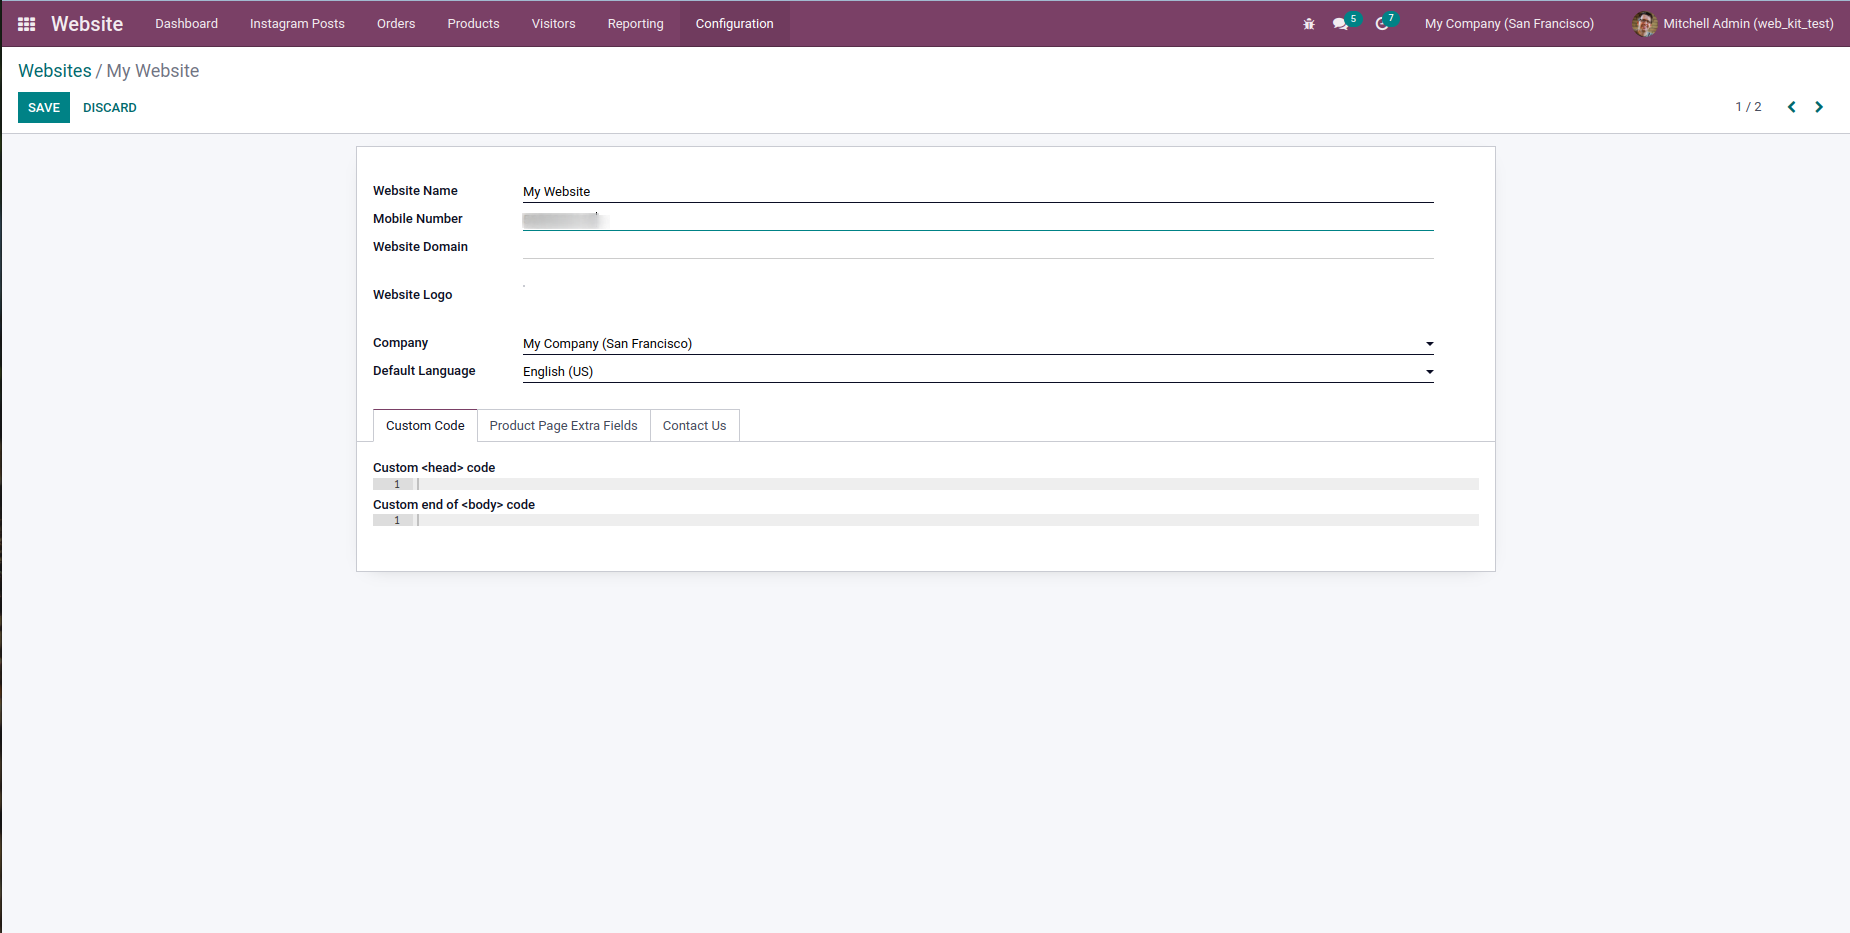 Website Dashboard Instagram Posts Orders Products Visitors Reporting Configuration 5 7 My Company (San Francisco) Mitchell Admin (web_kit_test)
Websites / My Website
SAVE DISCARD 1 / 2
Website Name My Website
Mobile Number
Website Domain
Website Logo
Company My Company (San Francisco)
Default Language English (US)
Custom Code Product Page Extra Fields Contact Us
Custom <head> code
1
Custom end of <body> code
1